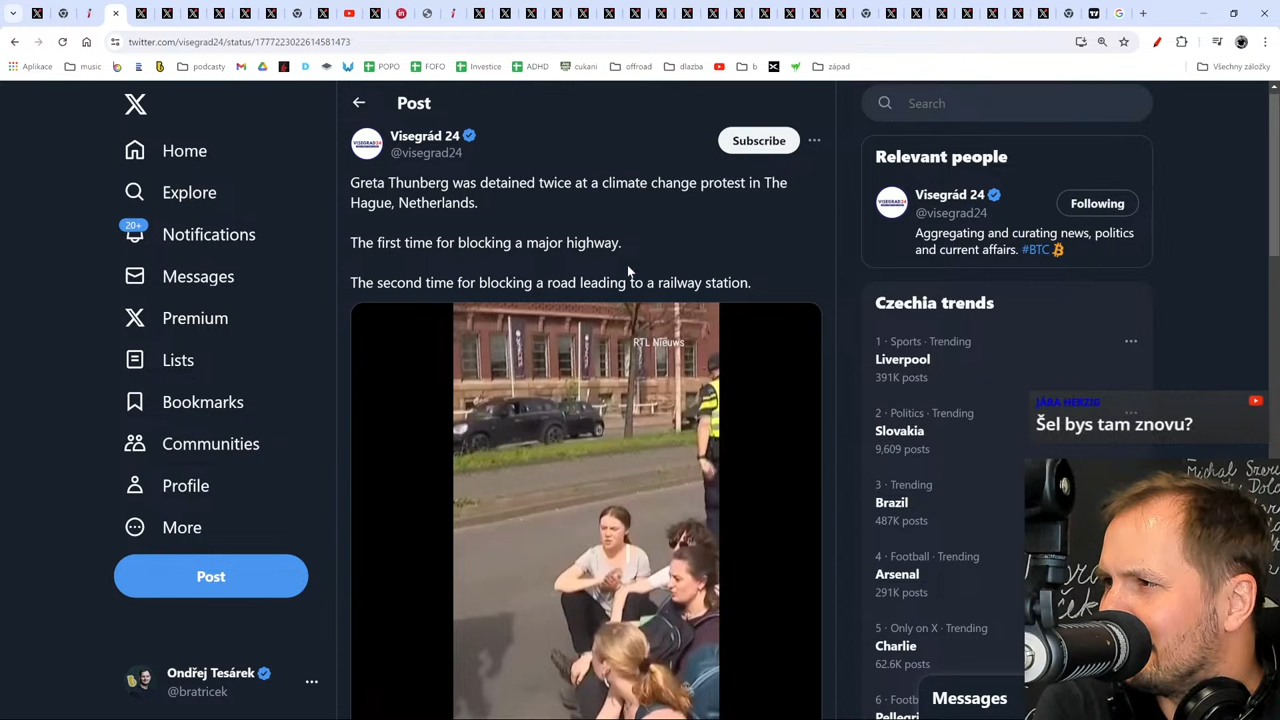 twitter.com/visegrad24/status/1777223022614581473
Aplikace
music
podcasty
POPO
FOFO
Investice
ADHD
cukani
offroad
dlazba
b
západ
Všechny záložky
Home
Explore
20+
Notifications
Messages
Premium
Lists
Bookmarks
Communities
Profile
More
Post
Ondřej Tesárek
@bratricek
Post
Visegrád 24
@visegrad24
Subscribe
Greta Thunberg was detained twice at a climate change protest in The
Hague, Netherlands.
The first time for blocking a major highway.
The second time for blocking a road leading to a railway station.
RTL Nieuws
Search
Relevant people
Visegrád 24
@visegrad24
Following
Aggregating and curating news, politics
and current affairs. #BTC
Czechia trends
1 · Sports · Trending
Liverpool
391K posts
2 · Politics · Trending
Slovakia
9,609 posts
3 · Trending
Brazil
487K posts
4 · Football · Trending
Arsenal
291K posts
5 · Only on X · Trending
Charlie
62.6K posts
JÁRA HERZIG
Šel bys tam znovu?
Messages
Michal